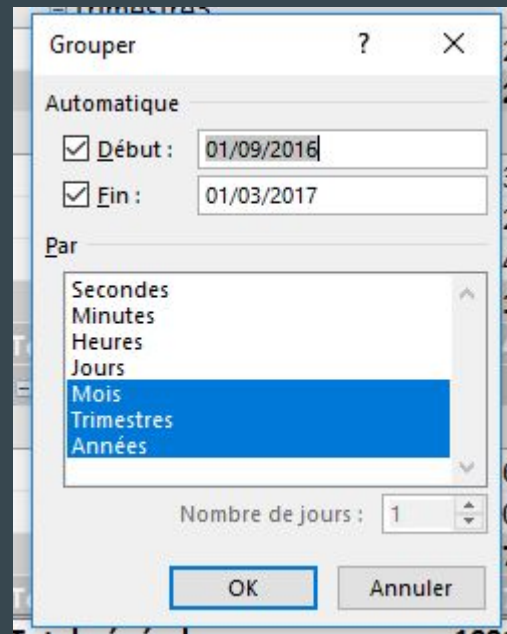 Trimestre3
Grouper ? ×
Automatique
Début : 01/09/2016
Fin : 01/03/2017
Par
Secondes
Minutes
Heures
Jours
Mois
Trimestres
Années
Nombre de jours : 1
OK Annuler